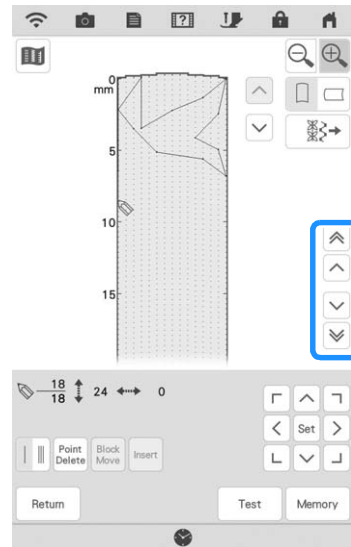 0
mm
5
10
15
18
18
24
0
Point
Delete
Block
Move
Insert
Set
Return
Test
Memory